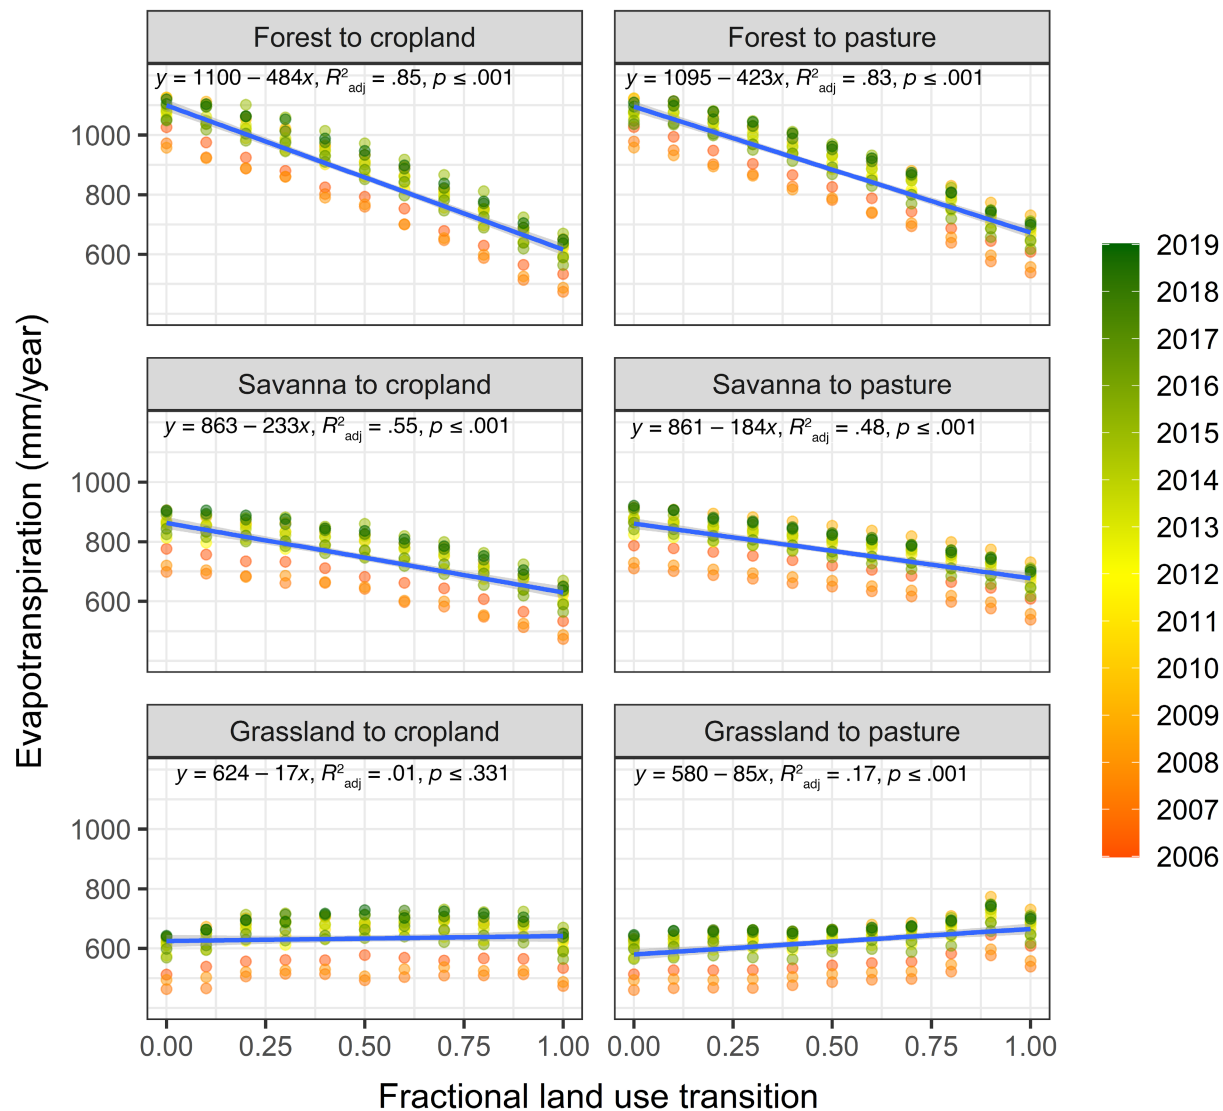 Forest to cropland
Forest to pasture
y = 1100 − 484x, R²adj = .85, p ≤ .001
y = 1095 − 423x, R²adj = .83, p ≤ .001
1000
800
600
Savanna to cropland
Savanna to pasture
y = 863 − 233x, R²adj = .55, p ≤ .001
y = 861 − 184x, R²adj = .48, p ≤ .001
1000
800
600
Grassland to cropland
Grassland to pasture
y = 624 − 17x, R²adj = .01, p ≤ .331
y = 580 − 85x, R²adj = .17, p ≤ .001
1000
800
600
0.00 0.25 0.50 0.75 1.00
0.00 0.25 0.50 0.75 1.00
Fractional land use transition
Evapotranspiration (mm/year)
2019
2018
2017
2016
2015
2014
2013
2012
2011
2010
2009
2008
2007
2006